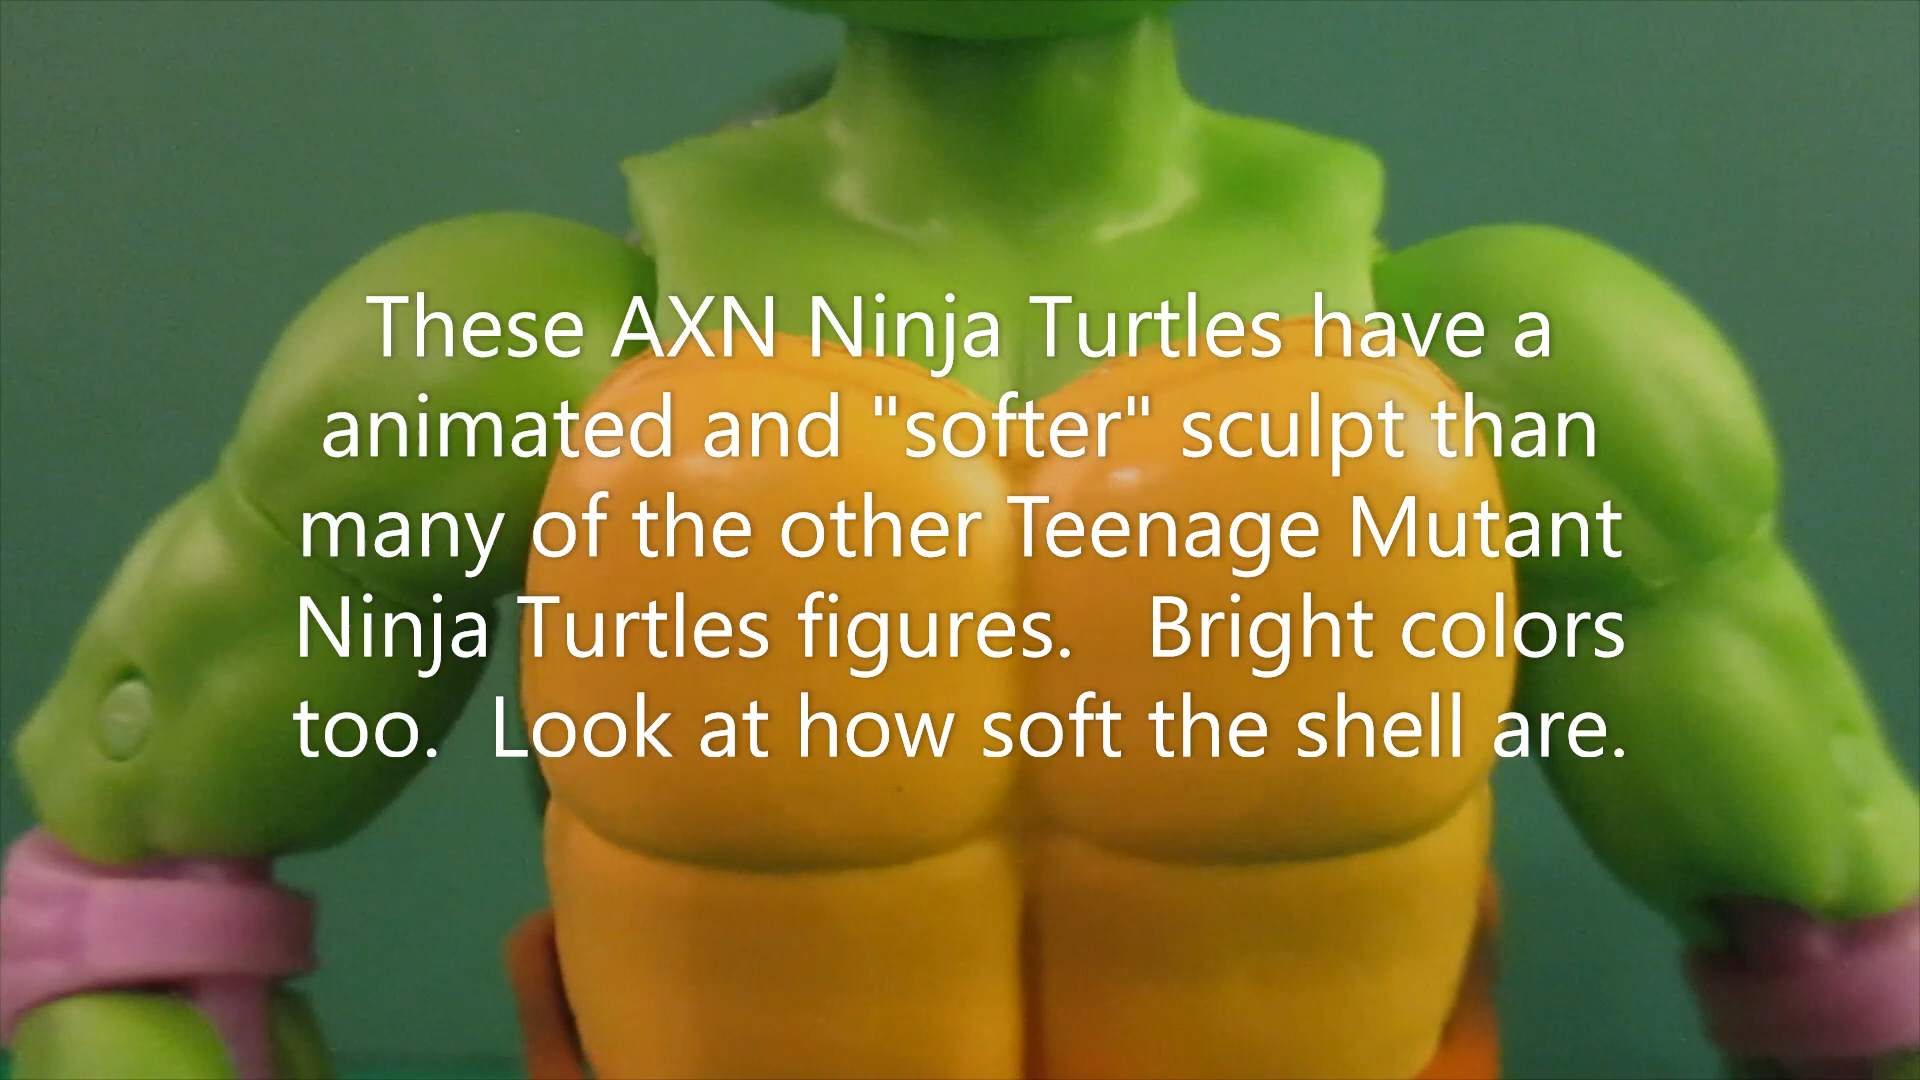 These AXN Ninja Turtles have a
animated and "softer" sculpt than
many of the other Teenage Mutant
Ninja Turtles figures.   Bright colors
too.  Look at how soft the shell are.